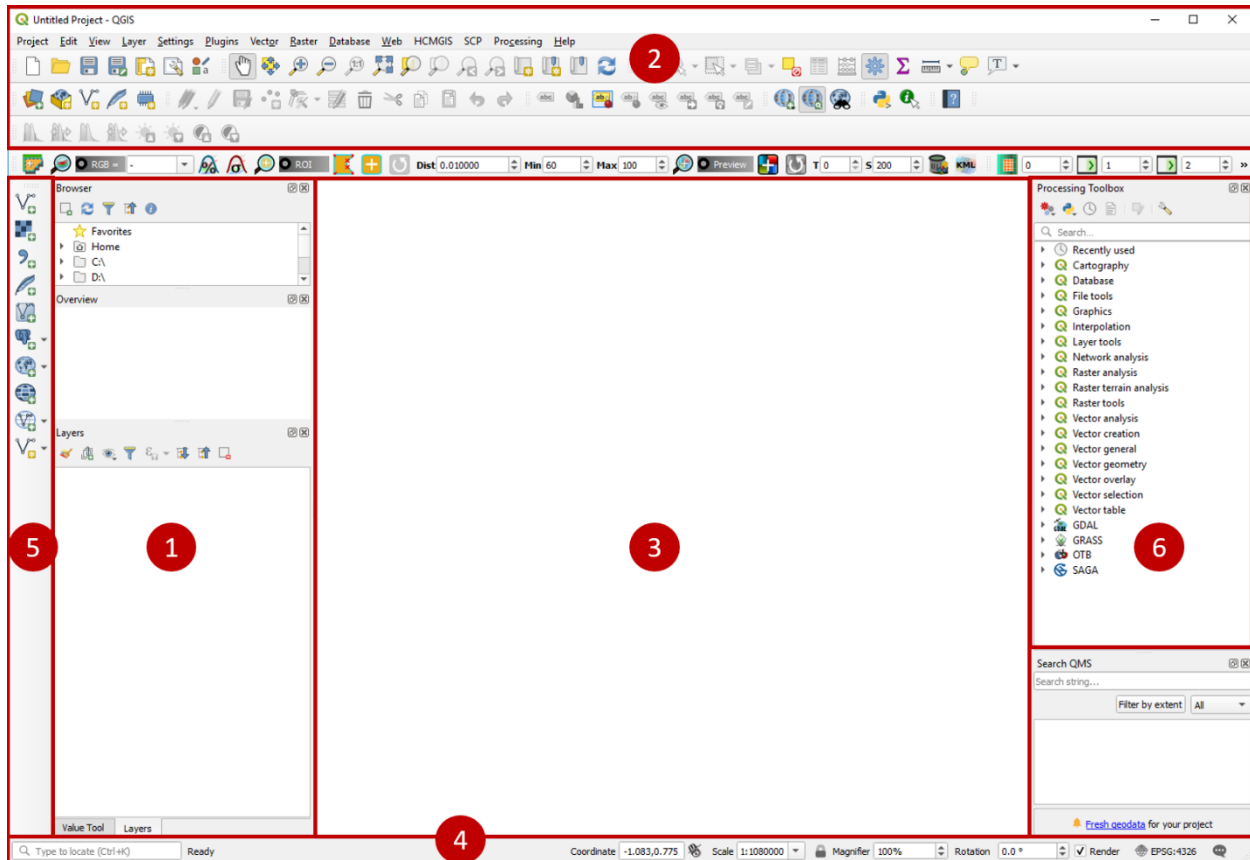 Untitled Project - QGIS
Project Edit View Layer Settings Plugins Vector Raster Database Web HCMGIS SCP Processing Help
2
RGB = - ROI Dist 0.010000 Min 60 Max 100 Preview T 0 S 200 KML 0 1 2 »
Browser
Favorites
Home
C:\
D:\
Overview
Layers
Value Tool Layers
5
1
3
Processing Toolbox
Search...
Recently used
Cartography
Database
File tools
Graphics
Interpolation
Layer tools
Network analysis
Raster analysis
Raster terrain analysis
Raster tools
Vector analysis
Vector creation
Vector general
Vector geometry
Vector overlay
Vector selection
Vector table
GDAL
GRASS
OTB
SAGA
6
Search QMS
Search string...
Filter by extent All
Fresh geodata for your project
4
Type to locate (Ctrl+K) Ready Coordinate -1.083,0.775 Scale 1:1080000 Magnifier 100% Rotation 0.0 ° Render EPSG:4326